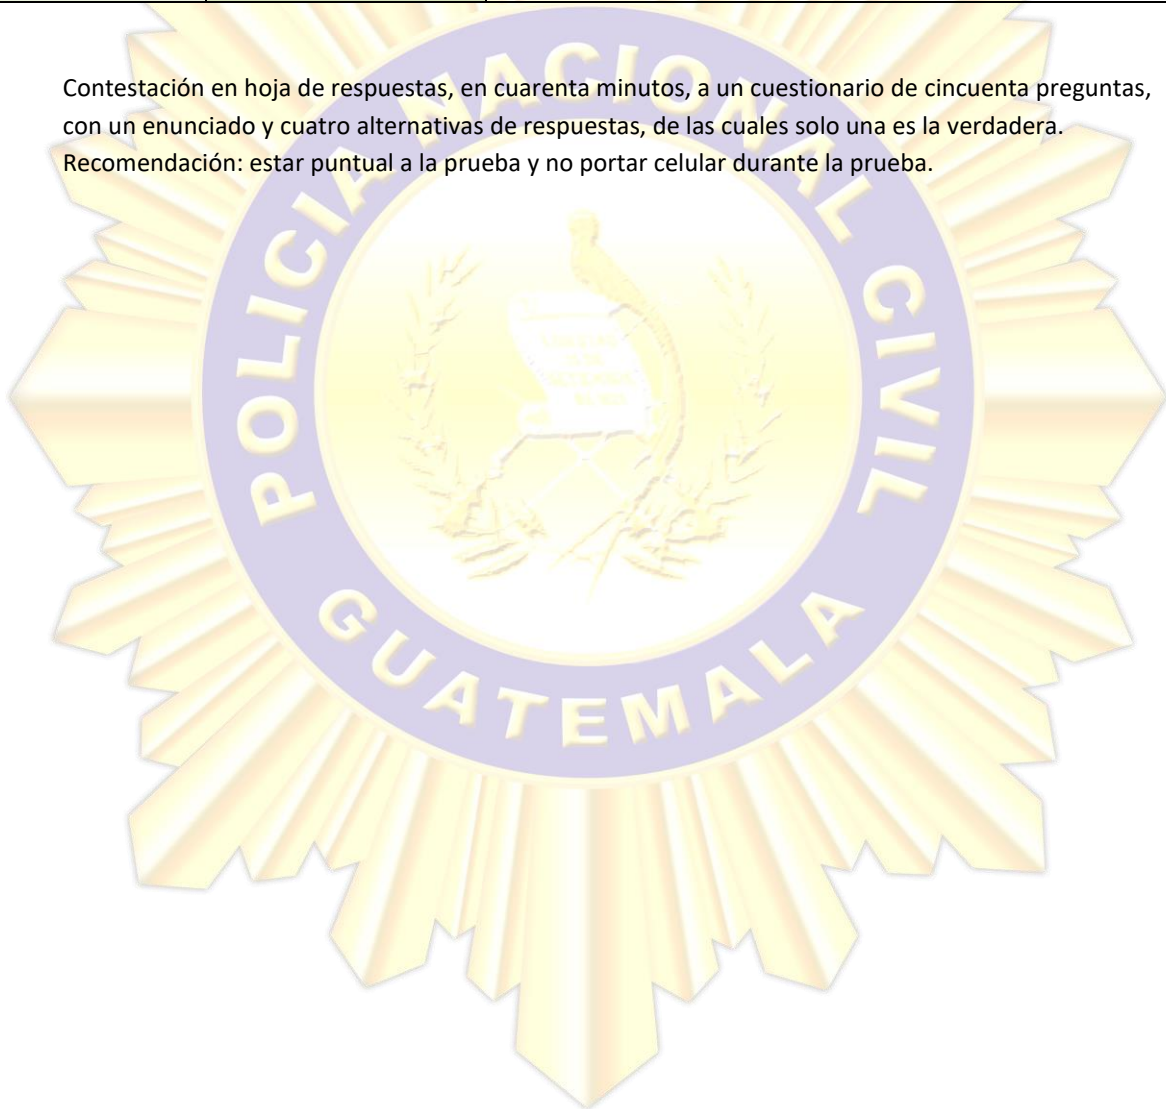 Contestación en hoja de respuestas, en cuarenta minutos, a un cuestionario de cincuenta preguntas,
con un enunciado y cuatro alternativas de respuestas, de las cuales solo una es la verdadera.
Recomendación: estar puntual a la prueba y no portar celular durante la prueba.
POLICIA NACIONAL CIVIL
GUATEMALA